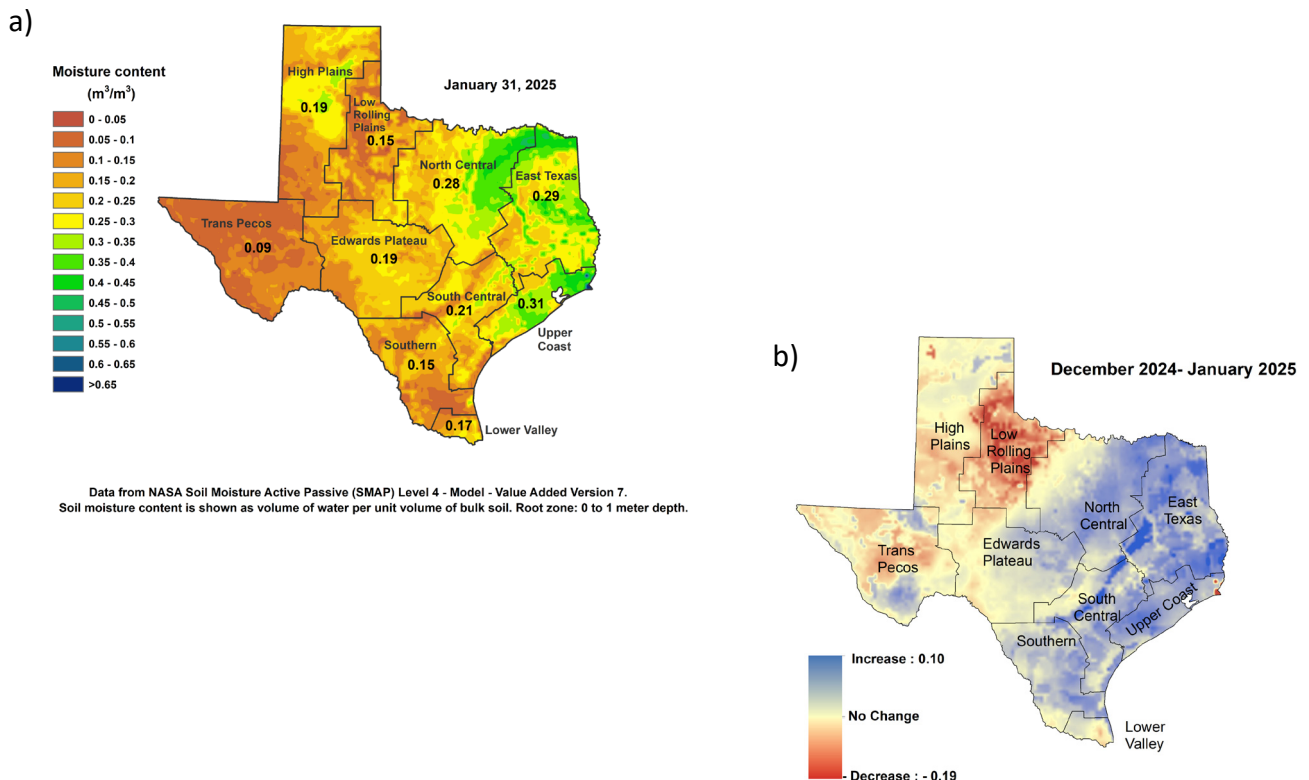 a)
Moisture content
(m³/m³)
0 - 0.05
0.05 - 0.1
0.1 - 0.15
0.15 - 0.2
0.2 - 0.25
0.25 - 0.3
0.3 - 0.35
0.35 - 0.4
0.4 - 0.45
0.45 - 0.5
0.5 - 0.55
0.55 - 0.6
0.6 - 0.65
>0.65
January 31, 2025
High Plains
0.19
Low
Rolling
Plains
0.15
North Central
0.28
East Texas
0.29
Trans Pecos
0.09
Edwards Plateau
0.19
South Central
0.21
0.31
Upper
Coast
Southern
0.15
0.17
Lower Valley
Data from NASA Soil Moisture Active Passive (SMAP) Level 4 - Model - Value Added Version 7.
Soil moisture content is shown as volume of water per unit volume of bulk soil. Root zone: 0 to 1 meter depth.
b)
December 2024- January 2025
High
Plains
Low
Rolling
Plains
North
Central
East
Texas
Trans
Pecos
Edwards
Plateau
South
Central
Upper Coast
Southern
Lower
Valley
Increase : 0.10
No Change
- Decrease : - 0.19